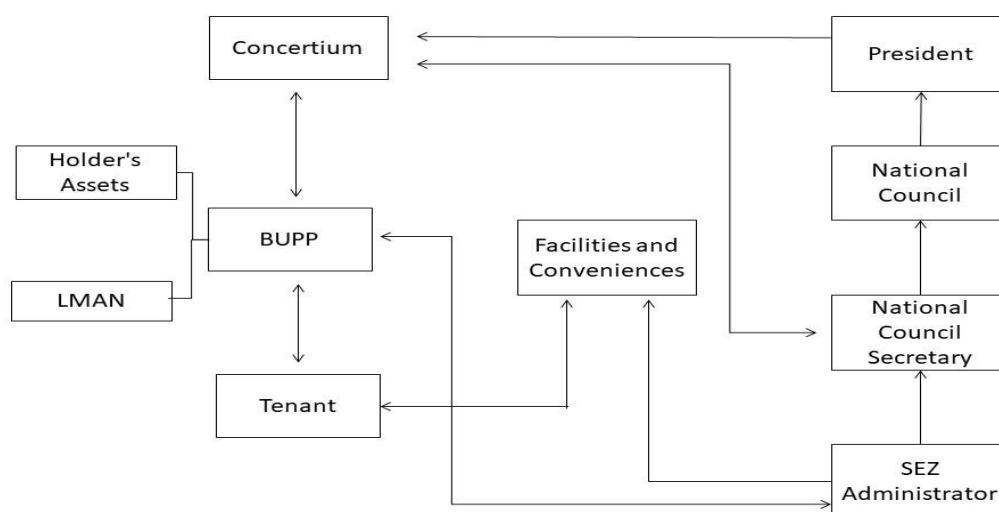 Concertium
President
Holder's
Assets
National
Council
BUPP
Facilities and
Conveniences
LMAN
National
Council
Secretary
Tenant
SEZ
Administrator